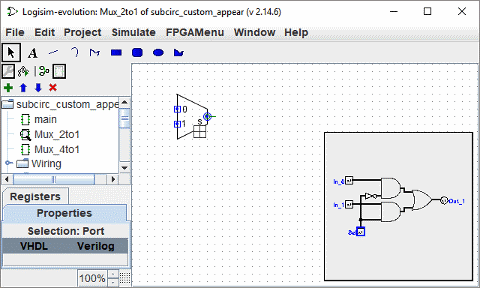 Logisim-evolution: Mux_2to1 of subcirc_custom_appear (v 2.14.6)
File Edit Project Simulate FPGAMenu Window Help
A
subcirc_custom_appe
main
Mux_2to1
Mux_4to1
Wiring
Registers
Properties
Selection: Port
VHDL Verilog
100%
0
1
S
In_0
In_1
Sel
Out_1